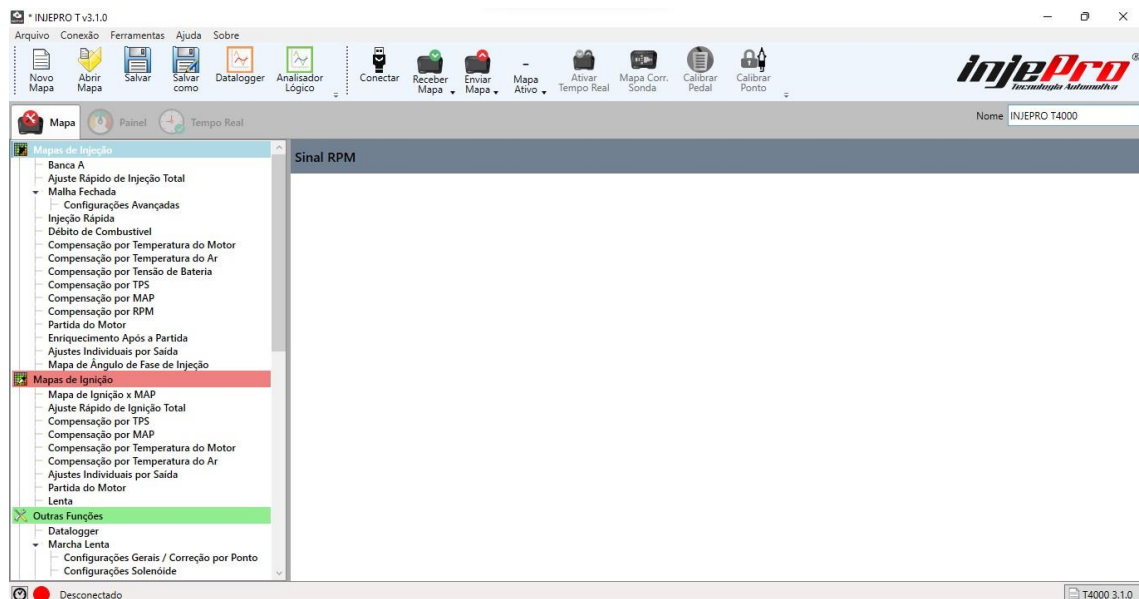 * INJEPRO T v3.1.0
Arquivo Conexão Ferramentas Ajuda Sobre
Novo Mapa
Abrir Mapa
Salvar
Salvar como
Datalogger
Analisador Lógico
Conectar
Receber Mapa
Enviar Mapa
- Mapa Ativo
Ativar Tempo Real
Mapa Corr. Sonda
Calibrar Pedal
Calibrar Ponto
InjePro®
Tecnologia Automotiva
Mapa Painel Tempo Real
Nome INJEPRO T4000
Mapas de Injeção
Sinal RPM
Banca A
Ajuste Rápido de Injeção Total
Malha Fechada
Configurações Avançadas
Injeção Rápida
Débito de Combustivel
Compensação por Temperatura do Motor
Compensação por Temperatura do Ar
Compensação por Tensão de Bateria
Compensação por TPS
Compensação por MAP
Compensação por RPM
Partida do Motor
Enriquecimento Após a Partida
Ajustes Individuais por Saída
Mapa de Ângulo de Fase de Injeção
Mapas de Ignição
Mapa de Ignição x MAP
Ajuste Rápido de Ignição Total
Compensação por TPS
Compensação por MAP
Compensação por Temperatura do Motor
Compensação por Temperatura do Ar
Ajustes Individuais por Saída
Partida do Motor
Lenta
Outras Funções
Datalogger
Marcha Lenta
Configurações Gerais / Correção por Ponto
Configurações Solenóide
Desconectado
T4000 3.1.0